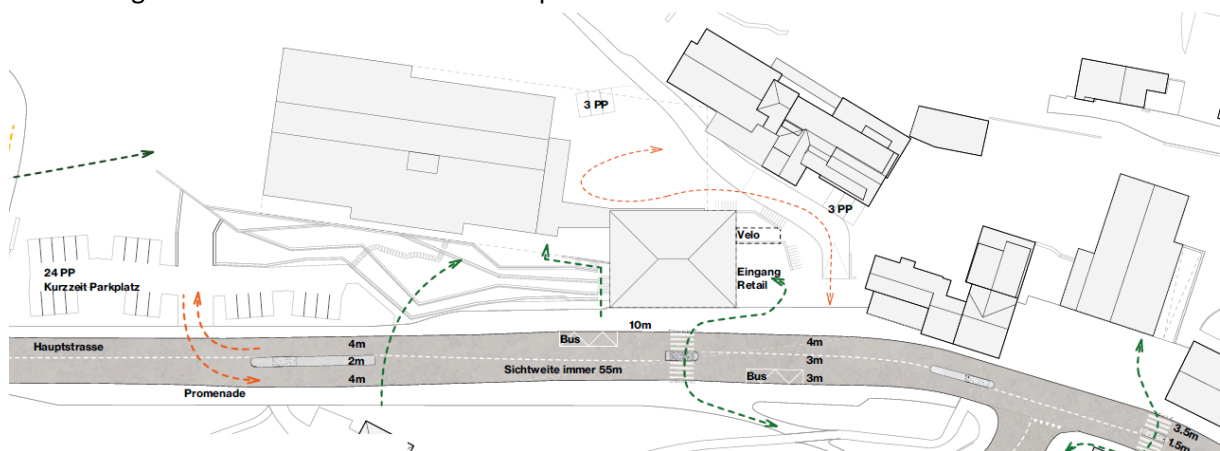 3 PP
3 PP
Velo
24 PP
Kurzzeit Parkplatz
Eingang
Retail
10m
Hauptstrasse
4m
Bus
4m
2m
3m
Sichtweite immer 55m
4m
Bus
3m
Promenade
3.5m
1.5m